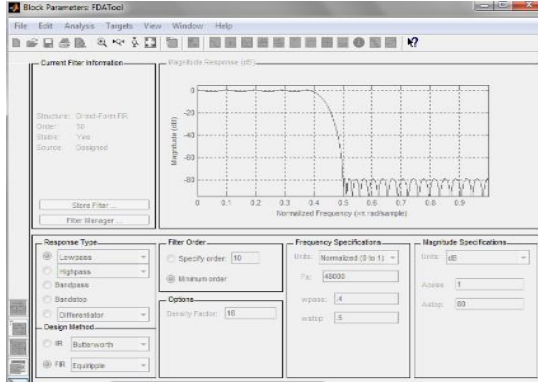 Block Parameters: FDATool
File Edit Analysis Targets View Window Help
Current Filter Information
Structure: Direct-Form FIR
Order: 50
Stable: Yes
Source: Designed
Store Filter ...
Filter Manager ...
Magnitude Response (dB)
Magnitude (dB)
0
-20
-40
-60
-80
0 0.1 0.2 0.3 0.4 0.5 0.6 0.7 0.8 0.9
Normalized Frequency (×π rad/sample)
Response Type
Lowpass
Highpass
Bandpass
Bandstop
Differentiator
Design Method
IIR Butterworth
FIR Equiripple
Filter Order
Specify order: 10
Minimum order
Options
Density Factor: 16
Frequency Specifications
Units: Normalized (0 to 1)
Fs: 48000
wpass: .4
wstop: .5
Magnitude Specifications
Units: dB
Apass: 1
Astop: 80